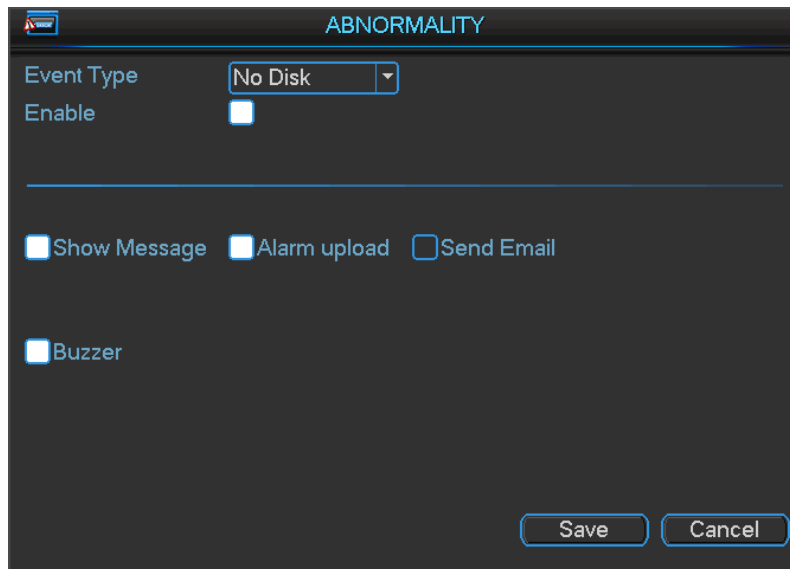 ABNORMALITY
Event Type No Disk
Enable
Show Message Alarm upload Send Email
Buzzer
Save Cancel